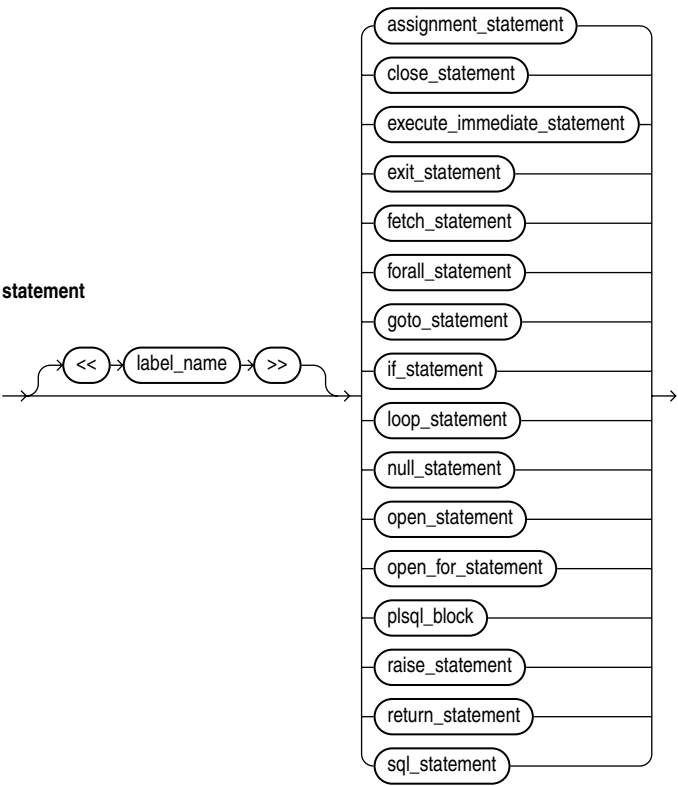 statement
<< label_name >>
assignment_statement
close_statement
execute_immediate_statement
exit_statement
fetch_statement
forall_statement
goto_statement
if_statement
loop_statement
null_statement
open_statement
open_for_statement
plsql_block
raise_statement
return_statement
sql_statement